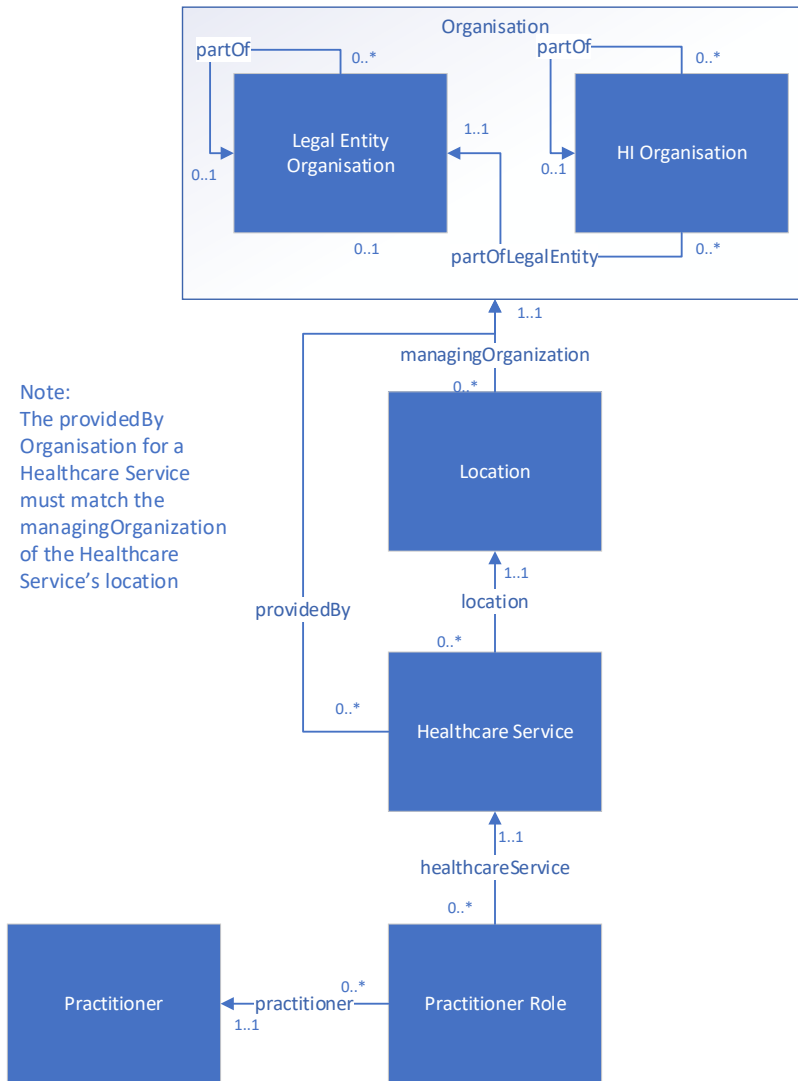 Organisation
partOf
0..*
partOf
0..*
Legal Entity
Organisation
1..1
HI Organisation
0..1
0..1
0..1
partOfLegalEntity
0..*
1..1
managingOrganization
0..*
Note:
The providedBy
Organisation for a
Healthcare Service
must match the
managingOrganization
of the Healthcare
Service’s location
Location
1..1
location
providedBy
0..*
0..*
Healthcare Service
1..1
healthcareService
0..*
Practitioner
0..*
practitioner
1..1
Practitioner Role